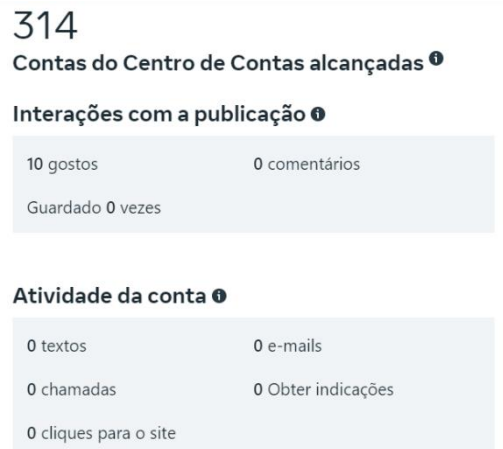 314
Contas do Centro de Contas alcançadas
Interações com a publicação
10 gostos
0 comentários
Guardado 0 vezes
Atividade da conta
0 textos
0 e-mails
0 chamadas
0 Obter indicações
0 cliques para o site